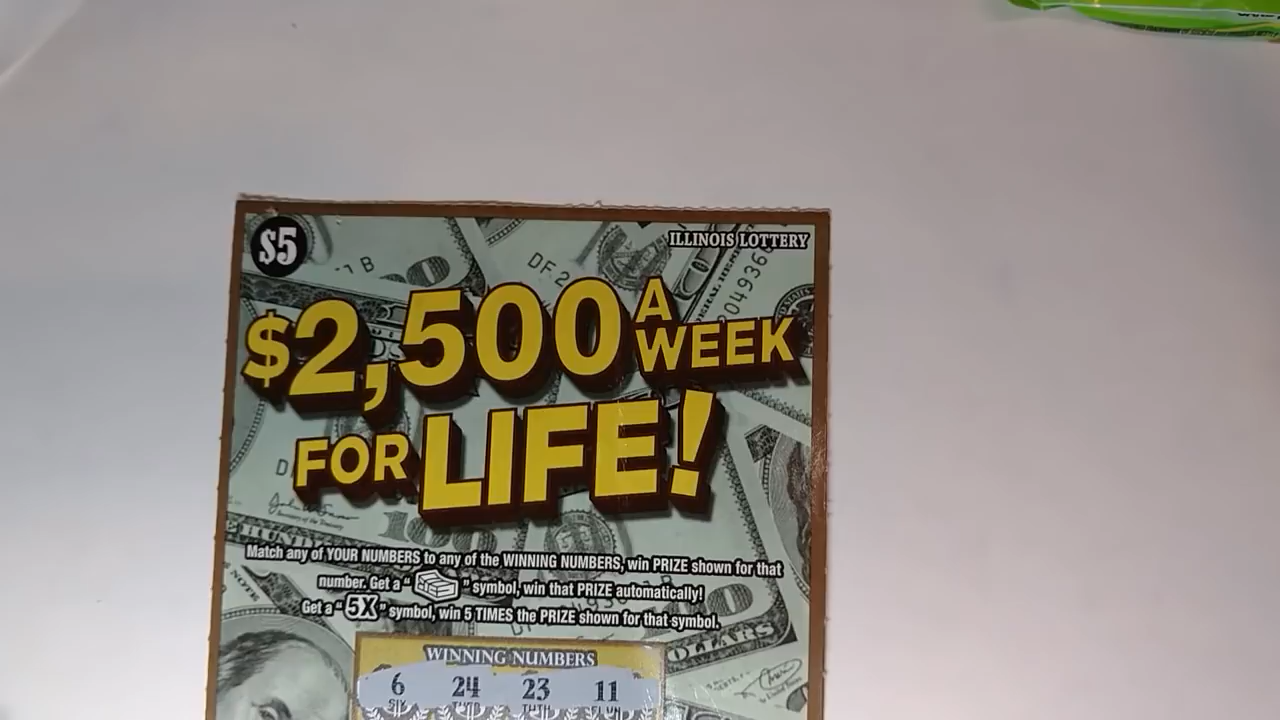 $5
ILLINOIS LOTTERY
$2,500 A WEEK
FOR LIFE!
Match any of YOUR NUMBERS to any of the WINNING NUMBERS, win PRIZE shown for that
number. Get a " " symbol, win that PRIZE automatically!
Get a "5X" symbol, win 5 TIMES the PRIZE shown for that symbol.
WINNING NUMBERS
6 24 23 11
DOLLARS
NOTE